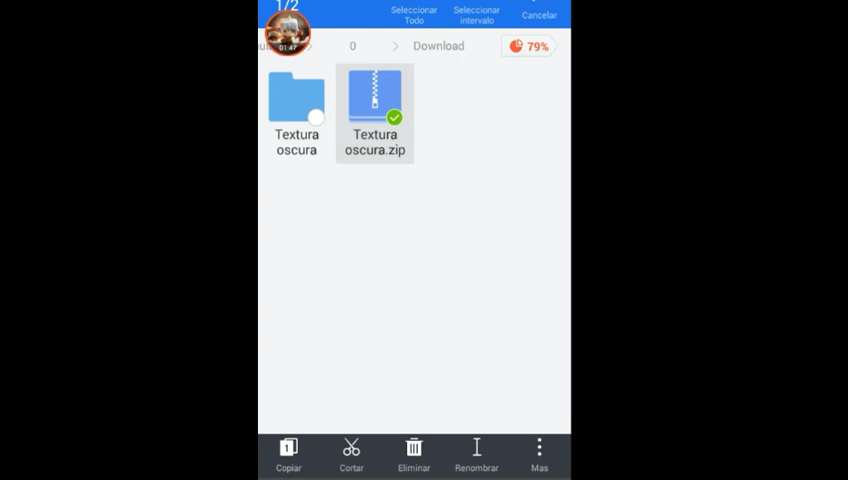 1/2
Seleccionar
Todo
Seleccionar
intervalo
Cancelar
01:47
0
Download
79%
Textura
oscura
Textura
oscura.zip
1
Copiar
Cortar
Eliminar
Renombrar
Mas